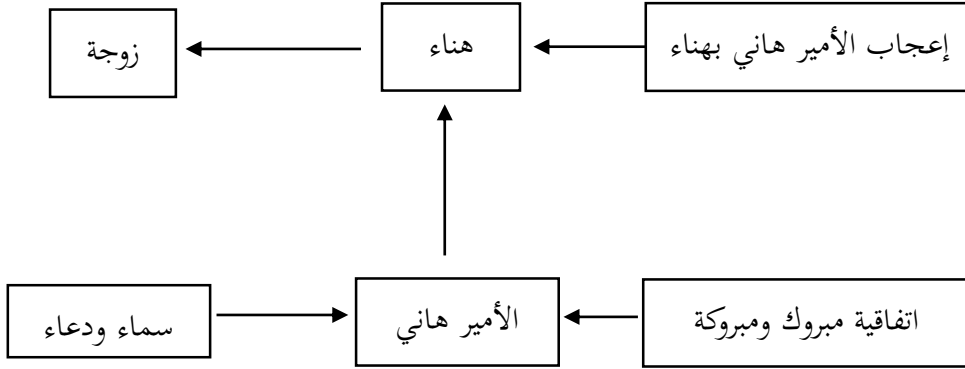 إعجاب الأمير هاني بهناء
هناء
زوجة
اتفاقية مبروك ومبروكة
الأمير هاني
سماء ودعاء